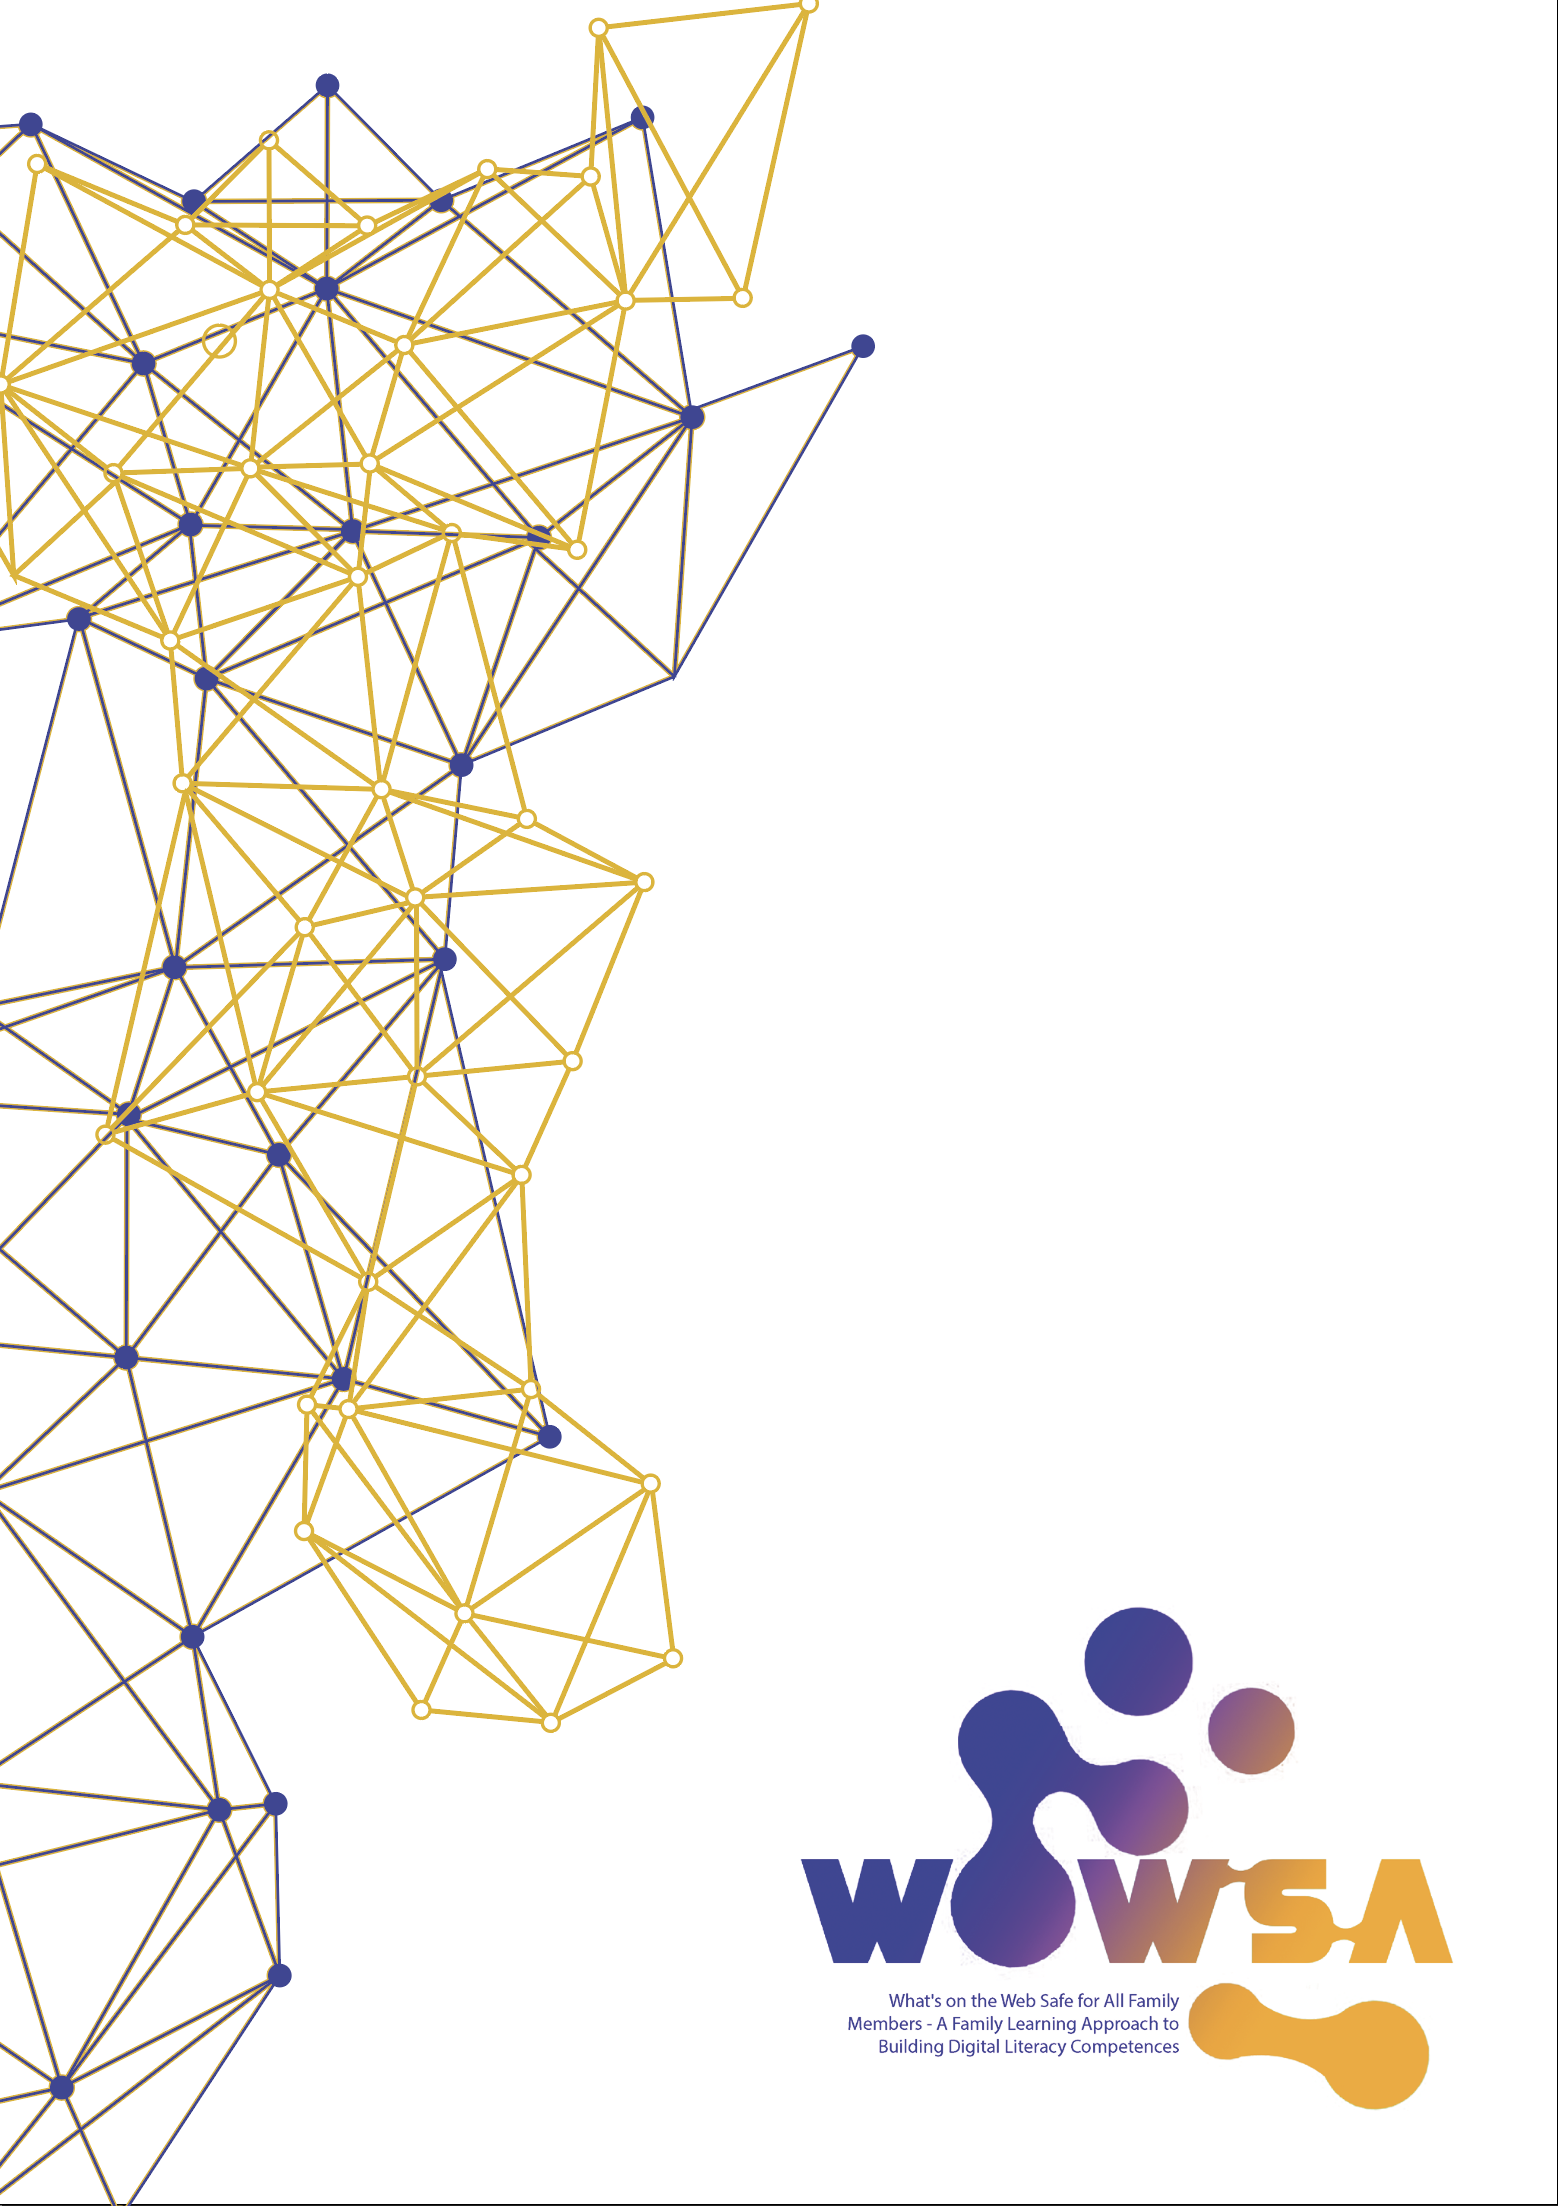 WOWSA
What's on the Web Safe for All Family
Members - A Family Learning Approach to
Building Digital Literacy Competences